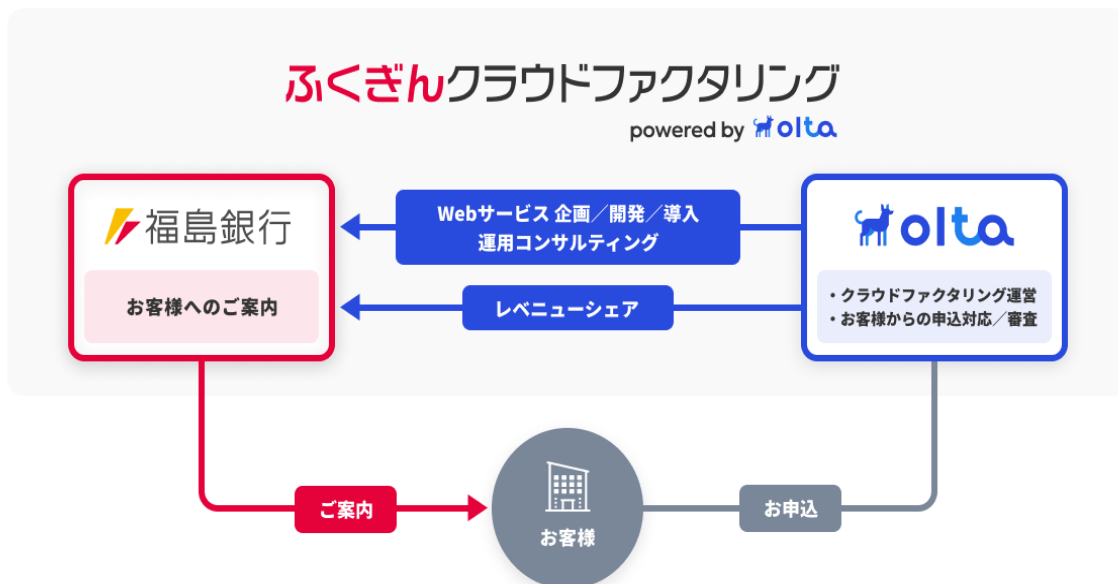 ふくぎんクラウドファクタリング
powered by olta
福島銀行
お客様へのご案内
Webサービス 企画／開発／導入
運用コンサルティング
レベニューシェア
olta
・クラウドファクタリング運営
・お客様からの申込対応／審査
ご案内
お客様
お申込